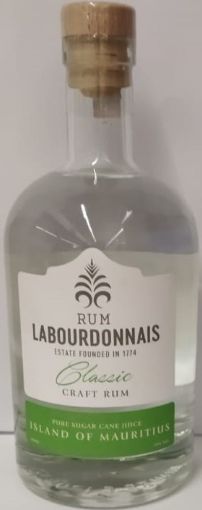 RUM
LABOURDONNAIS
ESTATE FOUNDED IN 1774
Classic
CRAFT RUM
PURE SUGAR CANE JUICE
ISLAND OF MAURITIUS